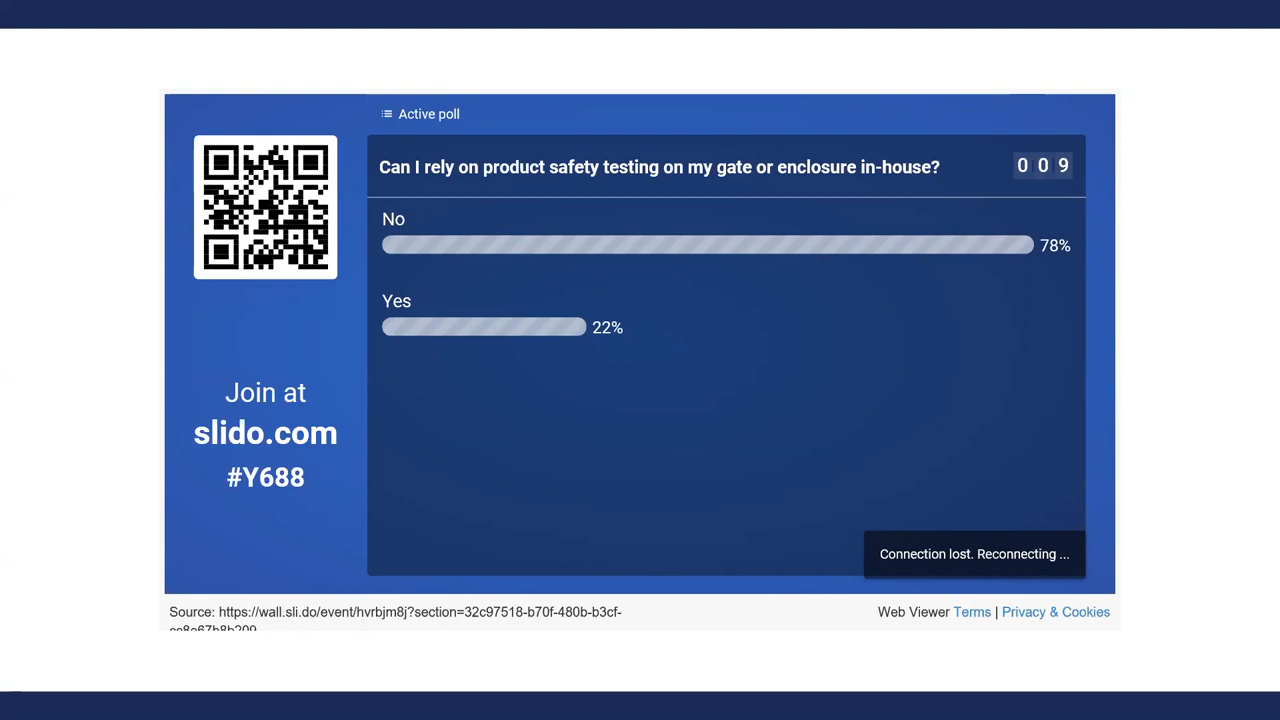 Active poll
Can I rely on product safety testing on my gate or enclosure in-house?
0 0 9
No
78%
Yes
22%
Join at
slido.com
#Y688
Connection lost. Reconnecting ...
Source: https://wall.sli.do/event/hvrbjm8j?section=32c97518-b70f-480b-b3cf-
Web Viewer Terms | Privacy & Cookies